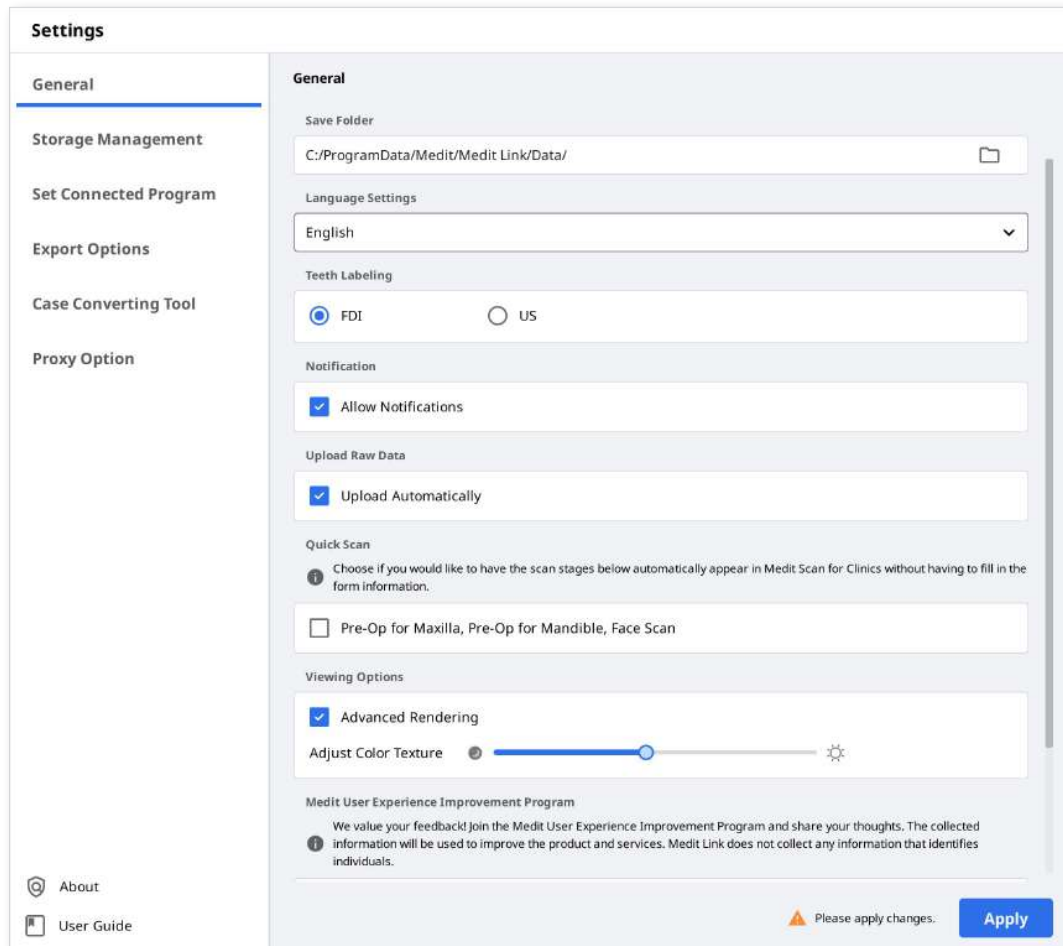 Settings
General
Storage Management
Set Connected Program
Export Options
Case Converting Tool
Proxy Option
About
User Guide
General
Save Folder
C:/ProgramData/Medit/Medit Link/Data/
Language Settings
English
Teeth Labeling
FDI US
Notification
Allow Notifications
Upload Raw Data
Upload Automatically
Quick Scan
Choose if you would like to have the scan stages below automatically appear in Medit Scan for Clinics without having to fill in the
form information.
Pre-Op for Maxilla, Pre-Op for Mandible, Face Scan
Viewing Options
Advanced Rendering
Adjust Color Texture
Medit User Experience Improvement Program
We value your feedback! Join the Medit User Experience Improvement Program and share your thoughts. The collected
information will be used to improve the product and services. Medit Link does not collect any information that identifies
individuals.
Please apply changes.
Apply